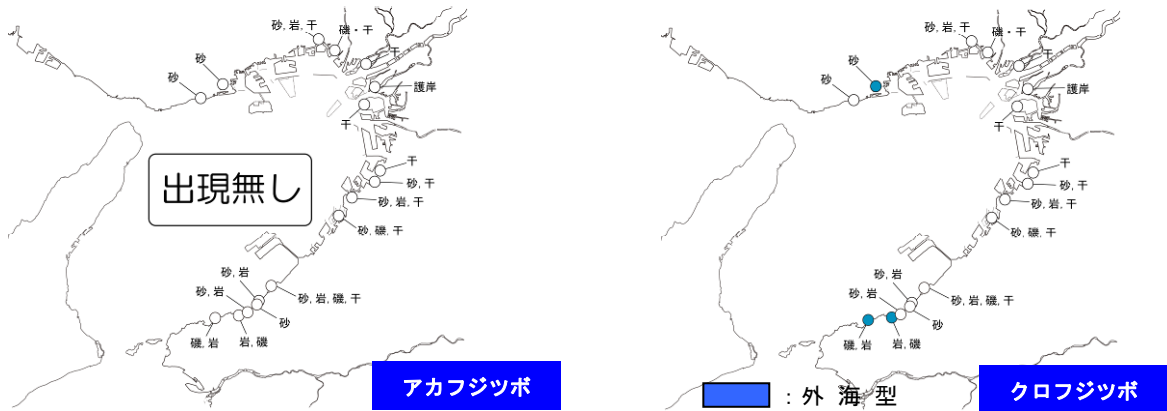 砂, 岩, 干
磯・干
干
砂
砂
護岸
干
干
砂, 干
砂, 岩, 干
砂, 磯, 干
出現無し
砂, 岩
砂, 岩
砂, 岩, 磯, 干
砂
岩, 磯
磯, 岩
アカフジツボ
砂, 岩, 干
磯・干
干
砂
砂
護岸
干
干
砂, 干
砂, 岩, 干
砂, 磯, 干
砂, 岩
砂, 岩
砂, 岩, 磯, 干
砂
岩, 磯
磯, 岩
：外 海 型
クロフジツボ